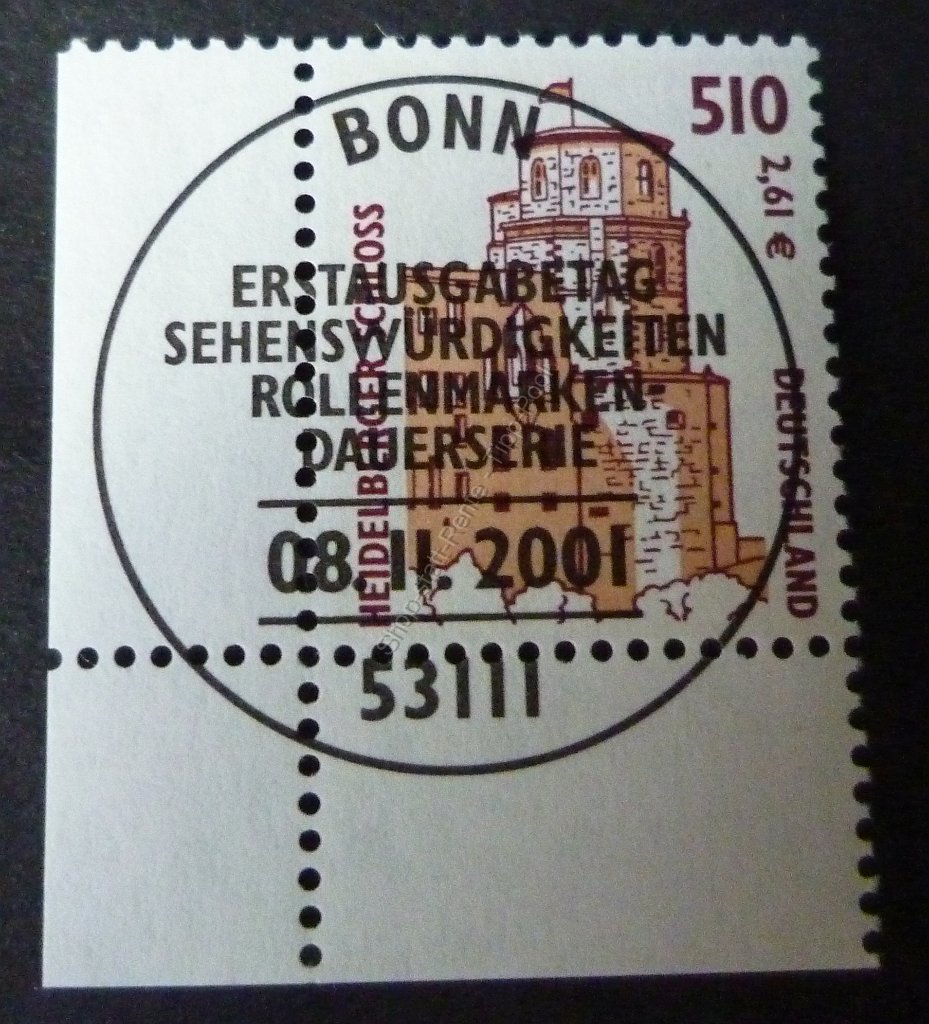 BONN
510
2,61 €
HEIDELBERGER SCHLOSS
ERSTAUSGABETAG
SEHENSWÜRDIGKEITEN
ROLLENMARKEN-
DAUERSERIE
DEUTSCHLAND
08.11.2001
53111